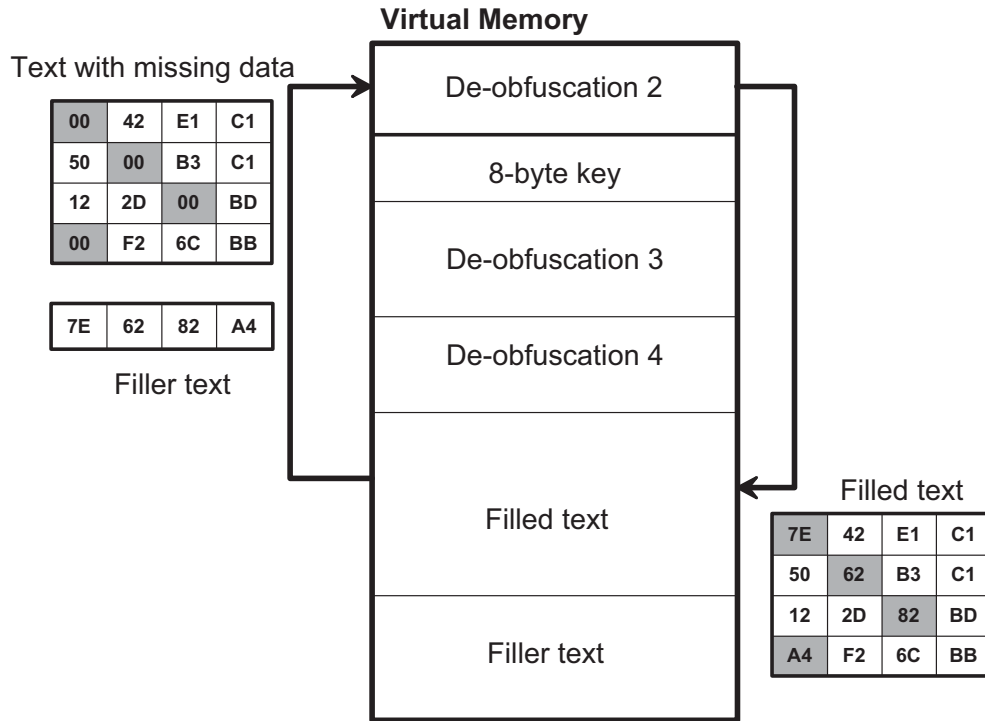 Virtual Memory
Text with missing data
00 42 E1 C1
50 00 B3 C1
12 2D 00 BD
00 F2 6C BB
7E 62 82 A4
Filler text
De-obfuscation 2
8-byte key
De-obfuscation 3
De-obfuscation 4
Filled text
Filler text
Filled text
7E 42 E1 C1
50 62 B3 C1
12 2D 82 BD
A4 F2 6C BB